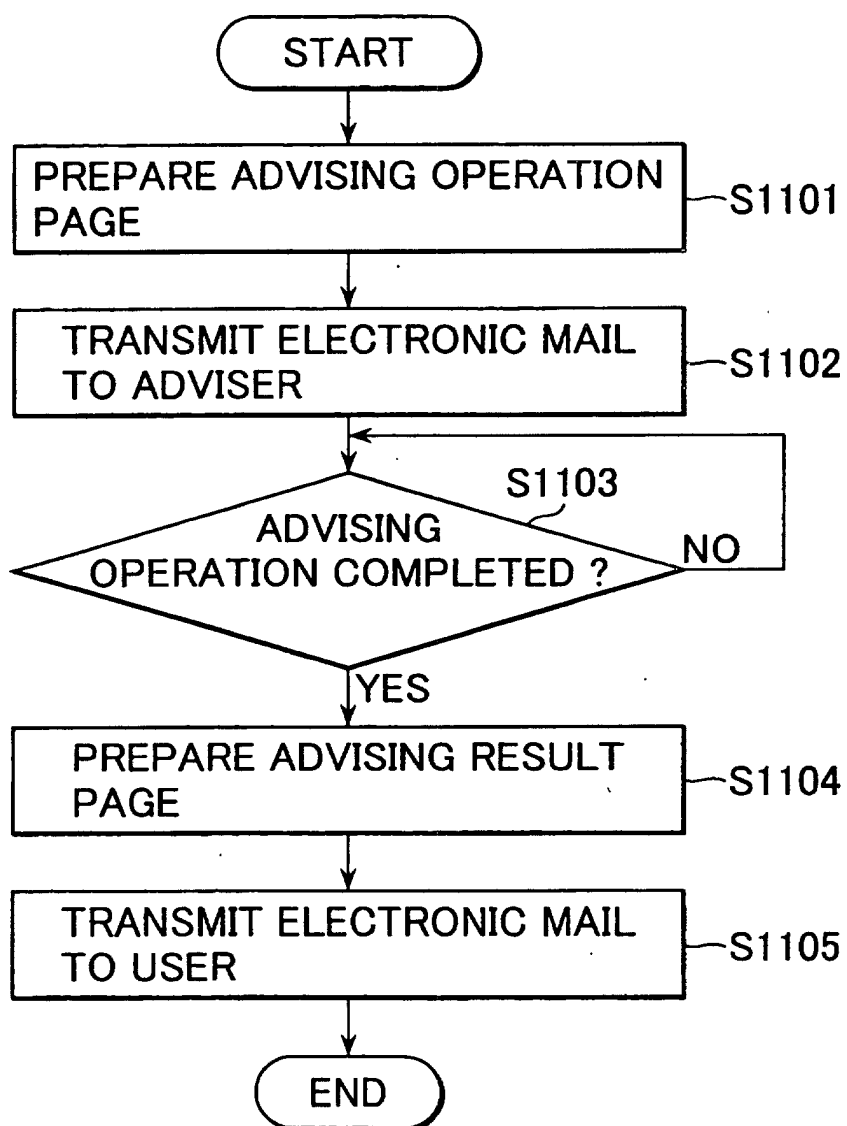 START
PREPARE ADVISING OPERATION
PAGE
S1101
TRANSMIT ELECTRONIC MAIL
TO ADVISER
S1102
S1103
ADVISING
OPERATION COMPLETED ?
NO
YES
PREPARE ADVISING RESULT
PAGE
S1104
TRANSMIT ELECTRONIC MAIL
TO USER
S1105
END